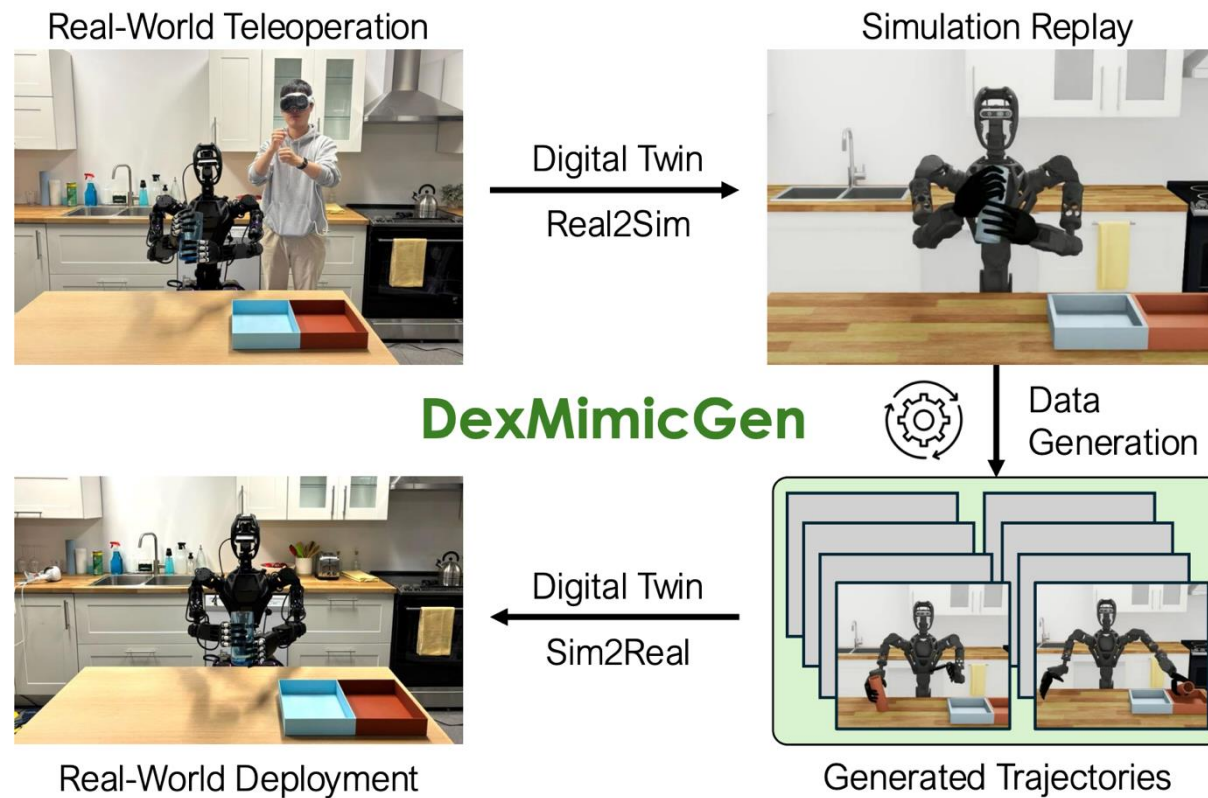 Real-World Teleoperation
Simulation Replay
Digital Twin
Real2Sim
DexMimicGen
Data
Generation
Digital Twin
Sim2Real
Real-World Deployment
Generated Trajectories